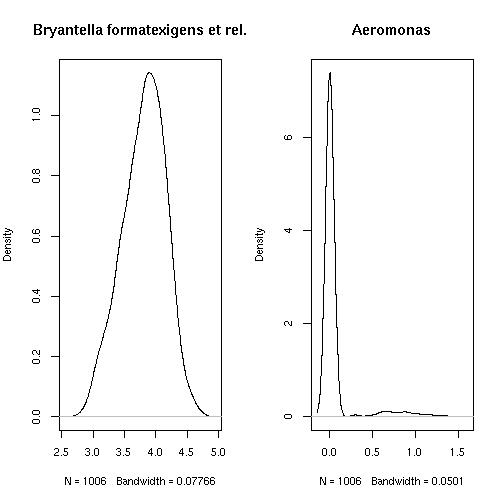 Bryantella formatexigens et rel.
Density
0.0 0.2 0.4 0.6 0.8 1.0
2.5 3.0 3.5 4.0 4.5 5.0
N = 1006 Bandwidth = 0.07766
Aeromonas
Density
0 2 4 6
0.0 0.5 1.0 1.5
N = 1006 Bandwidth = 0.0501